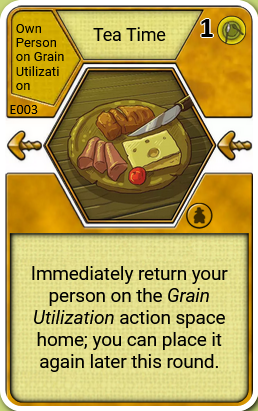 Own
Person
on Grain
Utilizati
on
Tea Time
1
E003
Immediately return your
person on the Grain
Utilization action space
home; you can place it
again later this round.